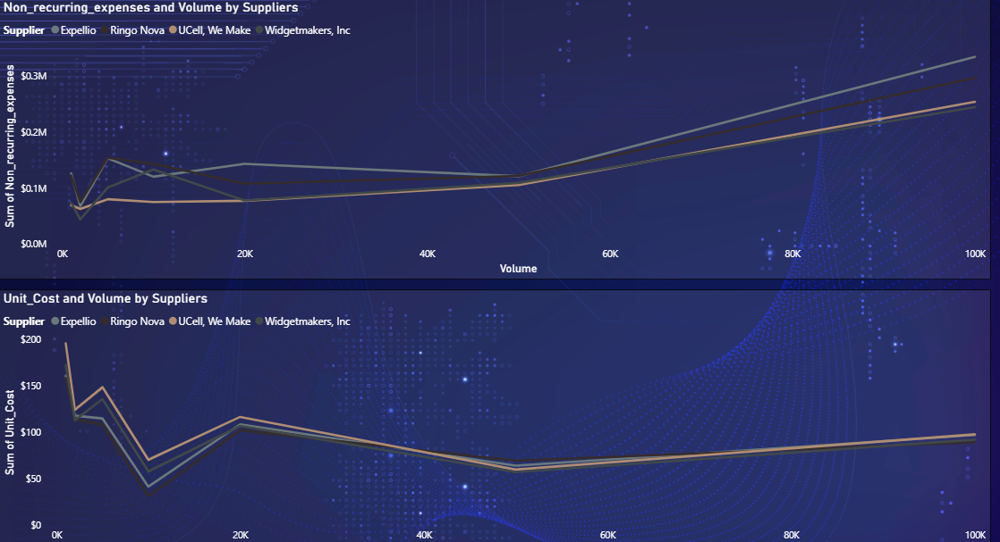 Non_recurring_expenses and Volume by Suppliers
Supplier Expellio Ringo Nova UCell, We Make Widgetmakers, Inc
Sum of Non_recurring_expenses
$0.3M
$0.2M
$0.1M
$0.0M
0K 20K 40K 60K 80K 100K
Volume
Unit_Cost and Volume by Suppliers
Supplier Expellio Ringo Nova UCell, We Make Widgetmakers, Inc
Sum of Unit_Cost
$200
$150
$100
$50
$0
0K 20K 40K 60K 80K 100K